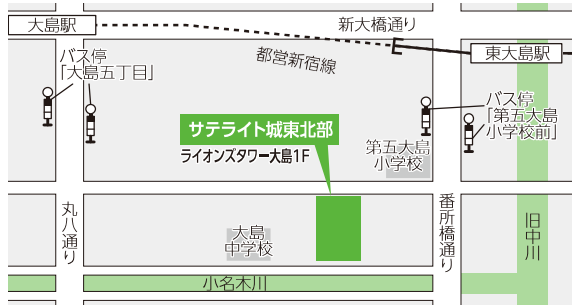 大島駅
新大橋通り
都営新宿線
東大島駅
バス停
「大島五丁目」
バス停
「第五大島
小学校前」
サテライト城東北部
ライオンズタワー大島1F
第五大島
小学校
丸八通り
大島
中学校
番所橋通り
旧中川
小名木川